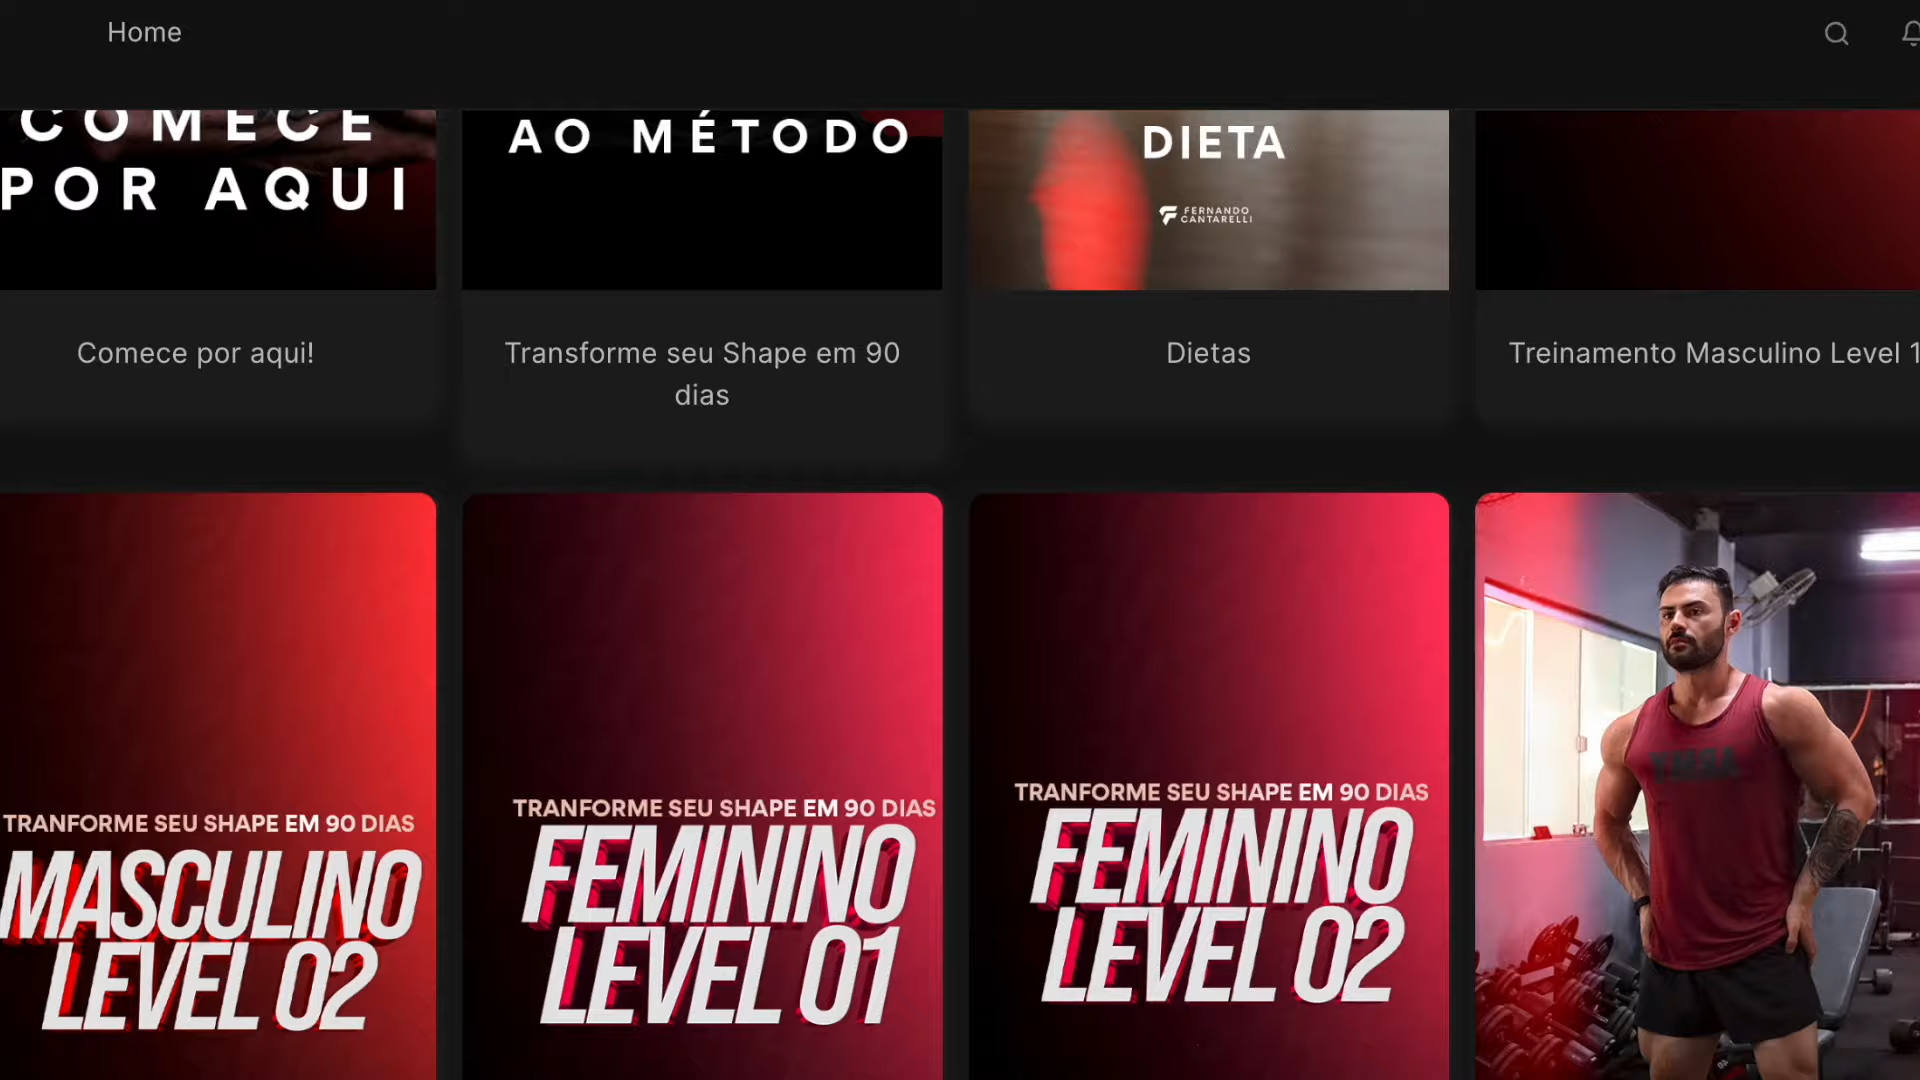 Home
COMECE
POR AQUI
AO MÉTODO
DIETA
FERNANDO
CANTARELLI
Comece por aqui!
Transforme seu Shape em 90
dias
Dietas
Treinamento Masculino Level 1
TRANFORME SEU SHAPE EM 90 DIAS
MASCULINO
LEVEL 02
TRANFORME SEU SHAPE EM 90 DIAS
FEMININO
LEVEL 01
TRANFORME SEU SHAPE EM 90 DIAS
FEMININO
LEVEL 02